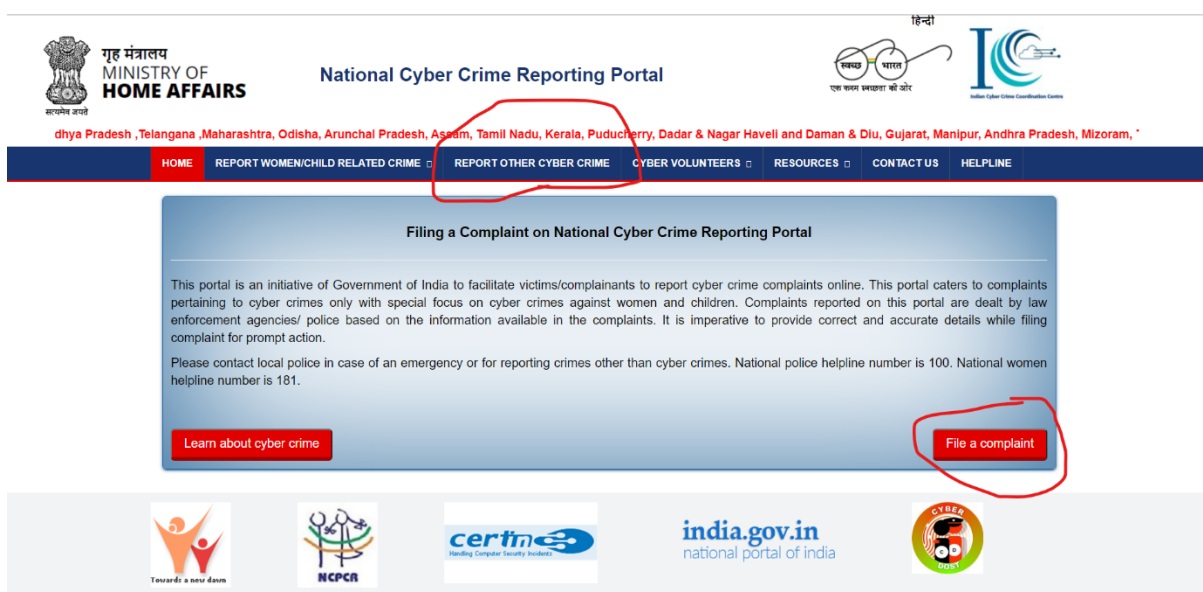 हिन्दी
गृह मंत्रालय
MINISTRY OF
HOME AFFAIRS
सत्यमेव जयते
National Cyber Crime Reporting Portal
स्वच्छ भारत
एक कदम स्वच्छता की ओर
Indian Cyber Crime Coordination Centre
dhya Pradesh ,Telangana ,Maharashtra, Odisha, Arunchal Pradesh, Assam, Tamil Nadu, Kerala, Puducherry, Dadar & Nagar Haveli and Daman & Diu, Gujarat, Manipur, Andhra Pradesh, Mizoram,
HOME REPORT WOMEN/CHILD RELATED CRIME REPORT OTHER CYBER CRIME CYBER VOLUNTEERS RESOURCES CONTACT US HELPLINE
Filing a Complaint on National Cyber Crime Reporting Portal
This portal is an initiative of Government of India to facilitate victims/complainants to report cyber crime complaints online. This portal caters to complaints
pertaining to cyber crimes only with special focus on cyber crimes against women and children. Complaints reported on this portal are dealt by law
enforcement agencies/ police based on the information available in the complaints. It is imperative to provide correct and accurate details while filing
complaint for prompt action.
Please contact local police in case of an emergency or for reporting crimes other than cyber crimes. National police helpline number is 100. National women
helpline number is 181.
Learn about cyber crime File a complaint
Towards a new dawn
NCPCR
certin
Handling Computer Security Incidents
india.gov.in
national portal of india
CYBER
DOST